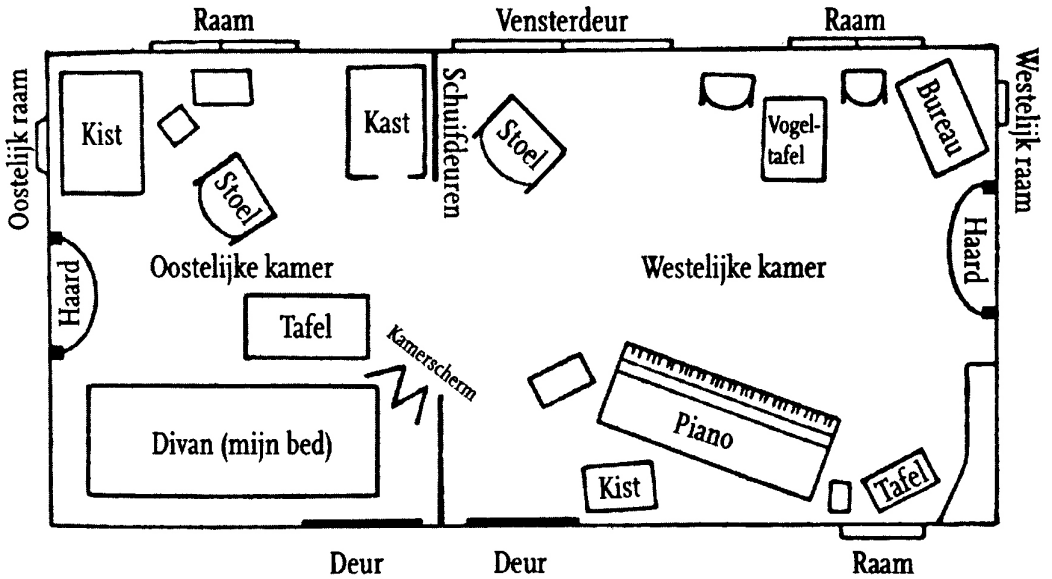 Raam
Vensterdeur
Raam
Oostelijk raam
Kist
Kast
Schuifdeuren
Stoel
Stoel
Vogel-
tafel
Bureau
Westelijk raam
Haard
Oostelijke kamer
Westelijke kamer
Haard
Tafel
Kamerscherm
Divan (mijn bed)
Piano
Kist
Tafel
Deur
Deur
Raam